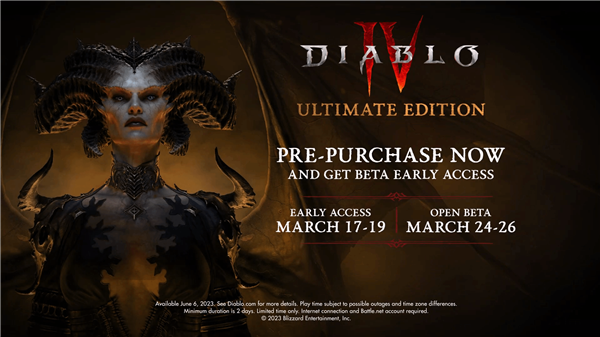 DIABLO
IV
ULTIMATE EDITION
PRE-PURCHASE NOW
AND GET BETA EARLY ACCESS
EARLY ACCESS
MARCH 17-19
OPEN BETA
MARCH 24-26
Available June 6, 2023. See Diablo.com for more details. Play time subject to possible outages and time zone differences.
Minimum duration is 2 days. Limited time only. Internet connection and Battle.net account required.
© 2023 Blizzard Entertainment, Inc.